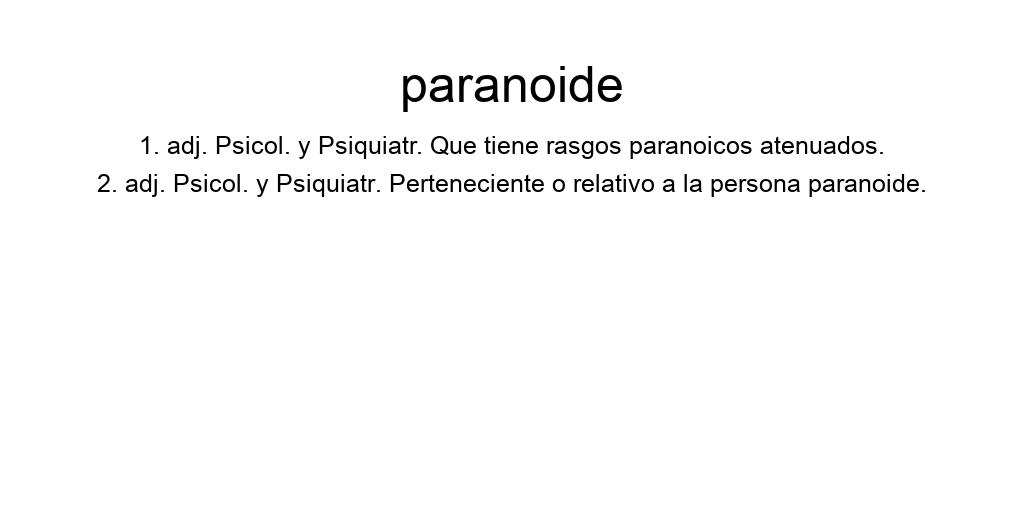 paranoide
1. adj. Psicol. y Psiquiatr. Que tiene rasgos paranoicos atenuados.
2. adj. Psicol. y Psiquiatr. Perteneciente o relativo a la persona paranoide.